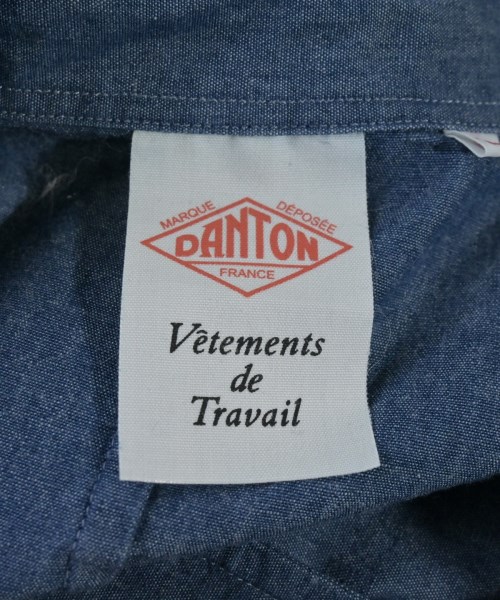 MARQUE DÉPOSÉE
DANTON
FRANCE
Vêtements
de
Travail